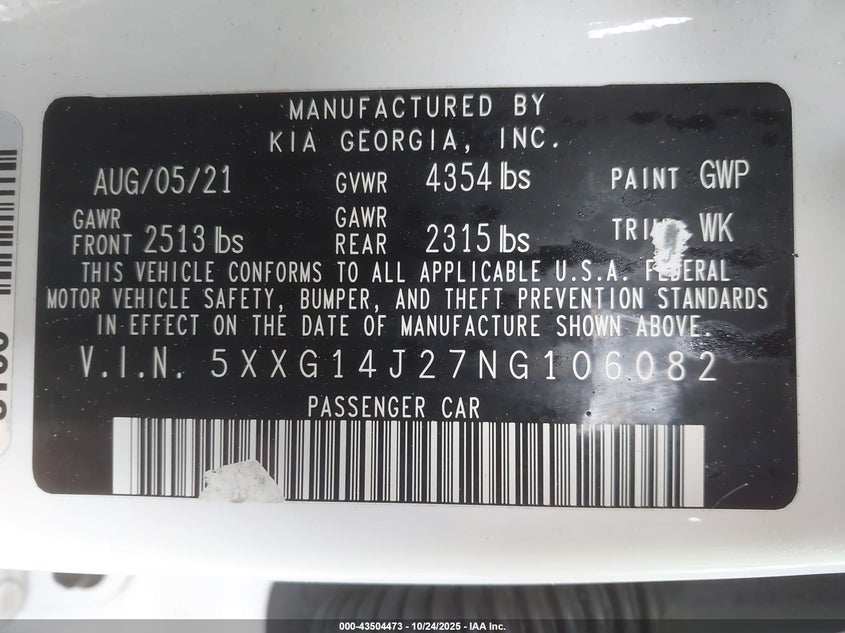 MANUFACTURED BY
KIA GEORGIA, INC.
AUG/05/21 GVWR 4354 lbs PAINT GWP
GAWR FRONT 2513 lbs GAWR REAR 2315 lbs WK
THIS VEHICLE CONFORMS TO ALL APPLICABLE U.S.A. FEDERAL
MOTOR VEHICLE SAFETY, BUMPER, AND THEFT PREVENTION STANDARDS
IN EFFECT ON THE DATE OF MANUFACTURE SHOWN ABOVE.
V.I.N. 5XXG14J27NG106082
PASSENGER CAR
000-43504473 - 10/24/2025 - IAA Inc.